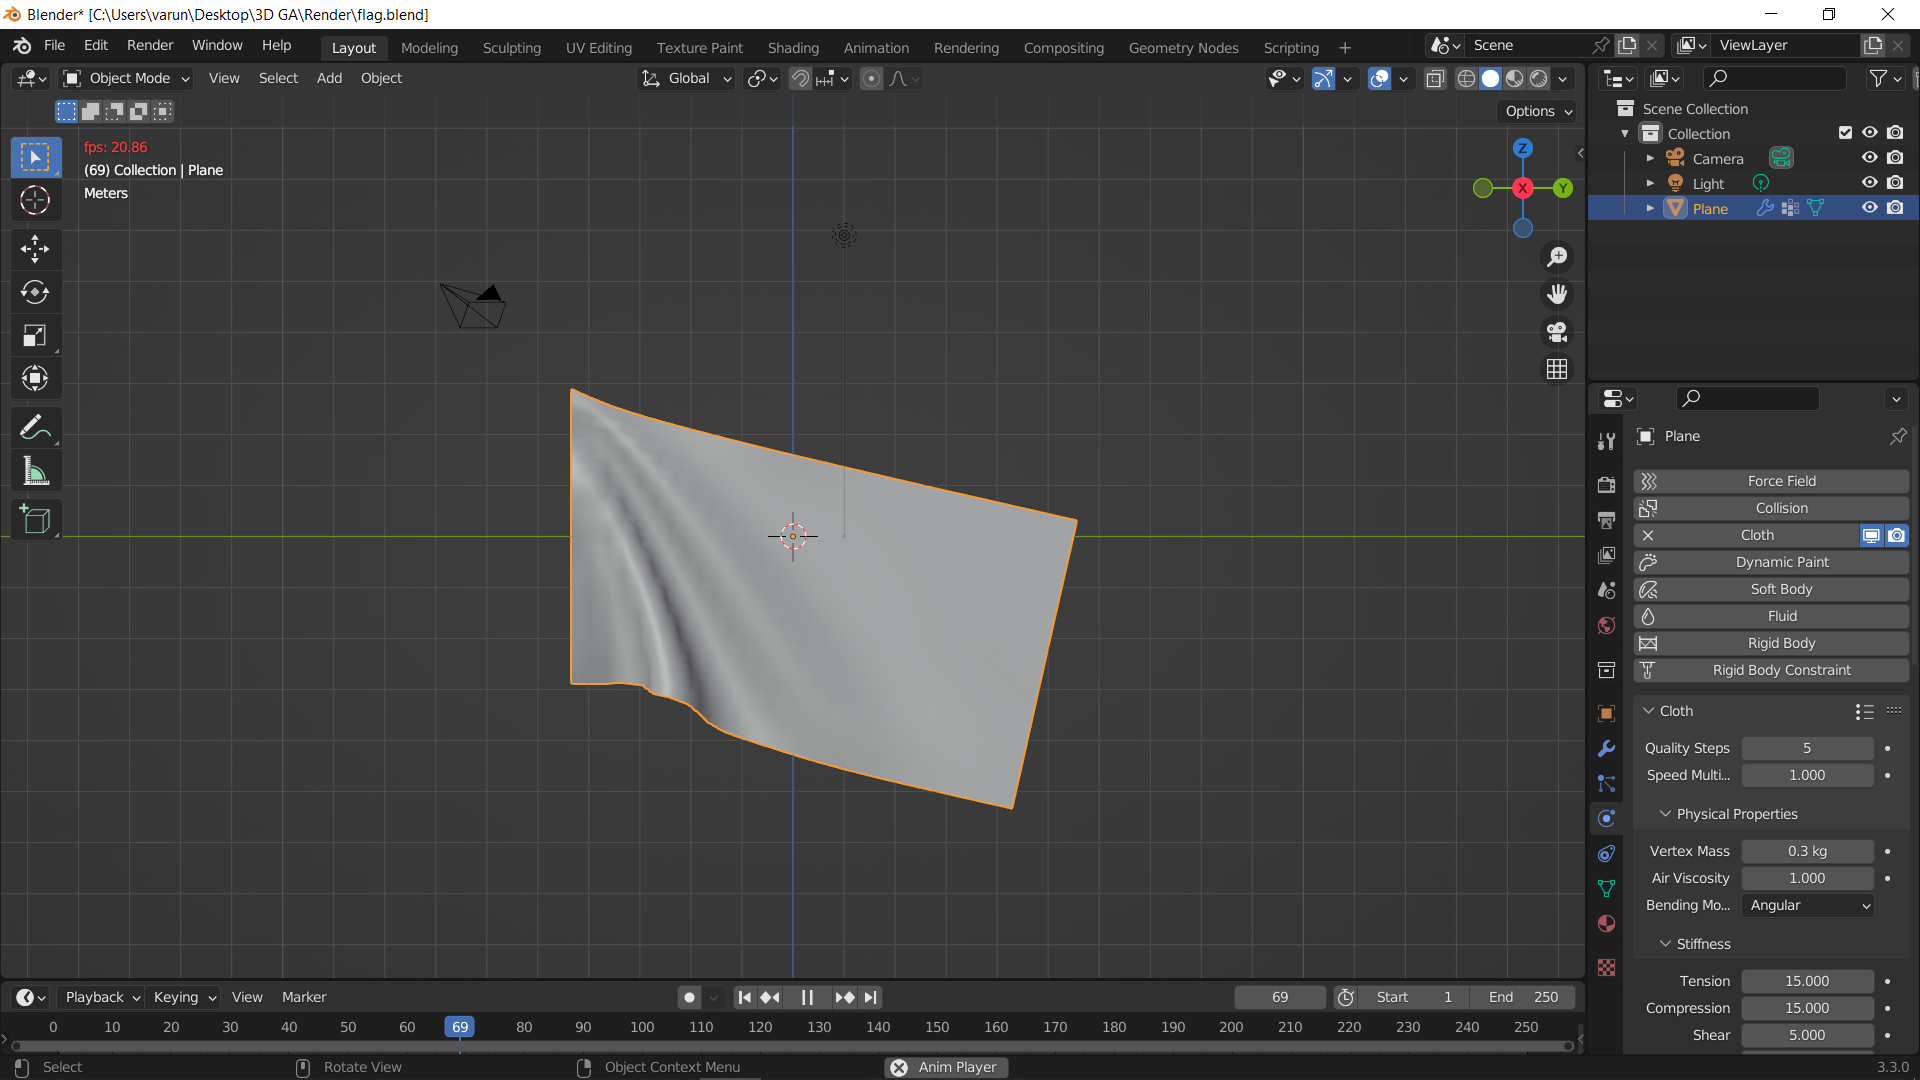 Blender* [C:\Users\varun\Desktop\3D GA\Render\flag.blend]
File Edit Render Window Help Layout Modeling Sculpting UV Editing Texture Paint Shading Animation Rendering Compositing Geometry Nodes Scripting + Scene ViewLayer
Object Mode View Select Add Object Global
Options
fps: 20.86
(69) Collection | Plane
Meters
Z
X
Y
Scene Collection
Collection
Camera
Light
Plane
Plane
Force Field
Collision
Cloth
Dynamic Paint
Soft Body
Fluid
Rigid Body
Rigid Body Constraint
Cloth
Quality Steps 5
Speed Multi... 1.000
Physical Properties
Vertex Mass 0.3 kg
Air Viscosity 1.000
Bending Mo... Angular
Stiffness
Tension 15.000
Compression 15.000
Shear 5.000
Playback Keying View Marker 69 Start 1 End 250
0 10 20 30 40 50 60 69 80 90 100 110 120 130 140 150 160 170 180 190 200 210 220 230 240 250
Select Rotate View Object Context Menu Anim Player 3.3.0